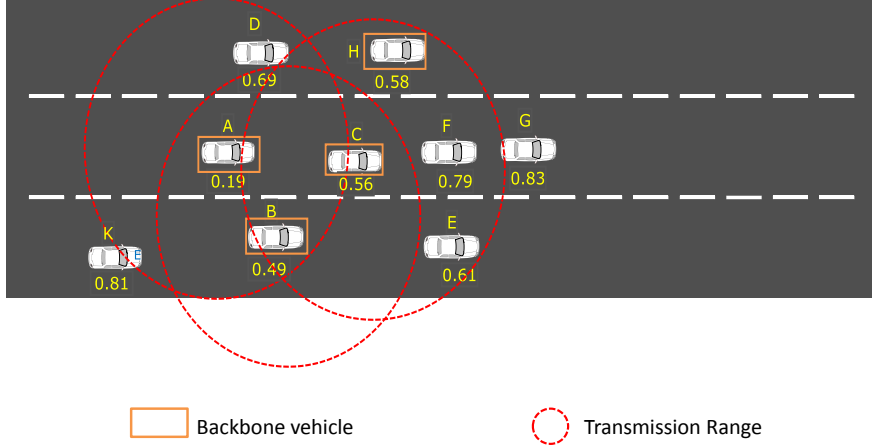 D
H
0.69
0.58
A
C
F
G
0.19
0.56
0.79
0.83
B
E
K
E
0.49
0.61
0.81
Backbone vehicle
Transmission Range